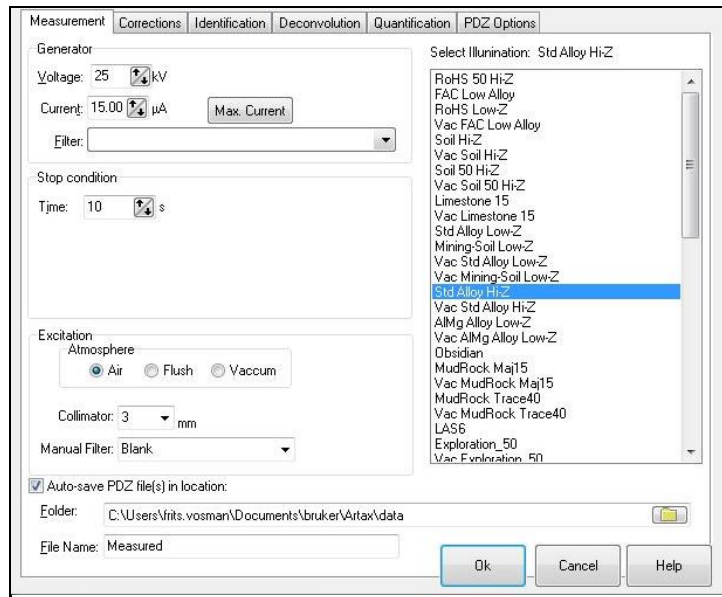 Measurement Corrections Identification Deconvolution Quantification PDZ Options
Generator
Voltage: 25 kV
Current: 15.00 µA Max. Current
Filter:
Stop condition
Time: 10 s
Excitation
Atmosphere
Air Flush Vaccum
Collimator: 3 mm
Manual Filter: Blank
Select Illunination: Std Alloy Hi-Z
RoHS 50 Hi-Z
FAC Low Alloy
RoHS Low-Z
Vac FAC Low Alloy
Soil Hi-Z
Vac Soil Hi-Z
Soil 50 Hi-Z
Vac Soil 50 Hi-Z
Limestone 15
Vac Limestone 15
Std Alloy Low-Z
Mining-Soil Low-Z
Vac Std Alloy Low-Z
Vac Mining-Soil Low-Z
Std Alloy Hi-Z
Vac Std Alloy Hi-Z
AlMg Alloy Low-Z
Vac AlMg Alloy Low-Z
Obsidian
MudRock Maj15
Vac MudRock Maj15
MudRock Trace40
Vac MudRock Trace40
LAS6
Exploration_50
Vac Exploration_50
Auto-save PDZ file(s) in location:
Folder: C:\Users\frits.vosman\Documents\bruker\Artax\data
File Name: Measured
Ok Cancel Help